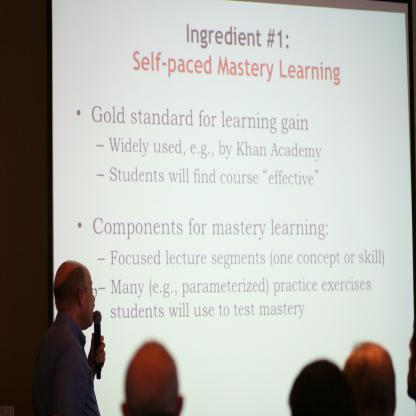 Ingredient #1:
Self-paced Mastery Learning
• Gold standard for learning gain
– Widely used, e.g., by Khan Academy
– Students will find course “effective”
• Components for mastery learning:
– Focused lecture segments (one concept or skill)
– Many (e.g., parameterized) practice exercises
students will use to test mastery